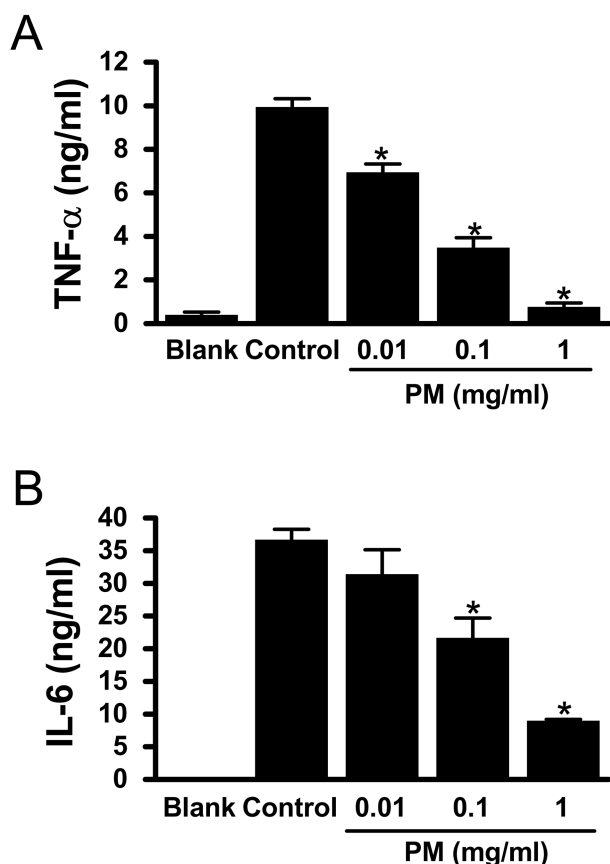 A
TNF-α (ng/ml)
12
10
8
6
4
2
0
* * *
Blank Control 0.01 0.1 1
PM (mg/ml)
B
IL-6 (ng/ml)
40
35
30
25
20
15
10
5
0
* *
Blank Control 0.01 0.1 1
PM (mg/ml)